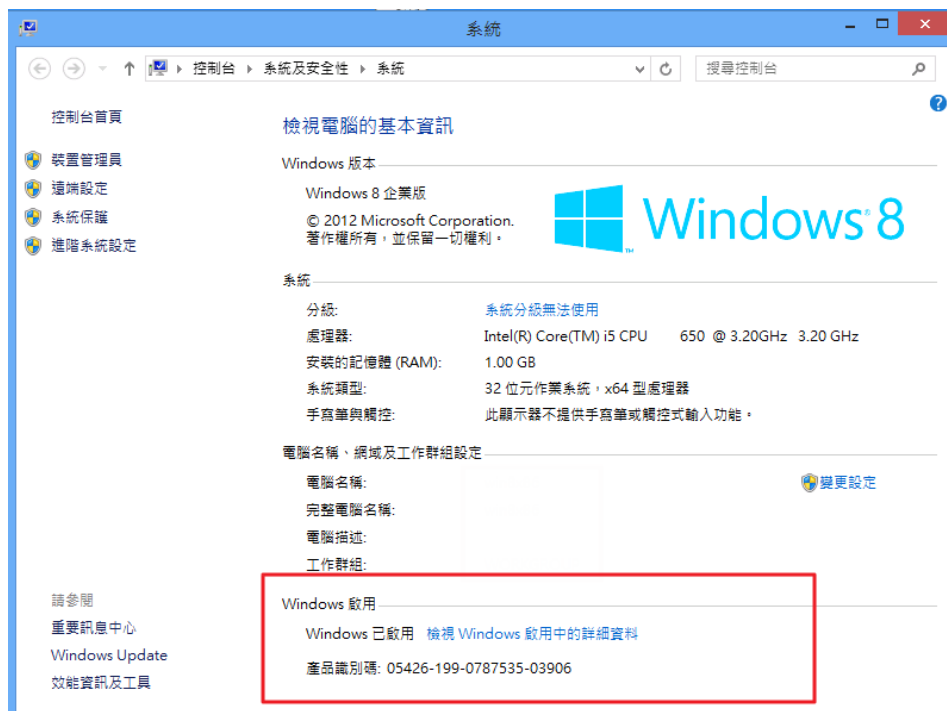 系統
控制台 系統及安全性 系統
搜尋控制台
控制台首頁
裝置管理員
遠端設定
系統保護
進階系統設定
檢視電腦的基本資訊
Windows 版本
Windows 8 企業版
© 2012 Microsoft Corporation.
著作權所有，並保留一切權利。
Windows® 8
系統
分級: 系統分級無法使用
處理器: Intel(R) Core(TM) i5 CPU 650 @ 3.20GHz 3.20 GHz
安裝的記憶體 (RAM): 1.00 GB
系統類型: 32 位元作業系統，x64 型處理器
手寫筆與觸控: 此顯示器不提供手寫筆或觸控式輸入功能。
電腦名稱、網域及工作群組設定
電腦名稱: 變更設定
完整電腦名稱:
電腦描述:
工作群組:
Windows 啟用
Windows 已啟用 檢視 Windows 啟用中的詳細資料
產品識別碼: 05426-199-0787535-03906
請參閱
重要訊息中心
Windows Update
效能資訊及工具